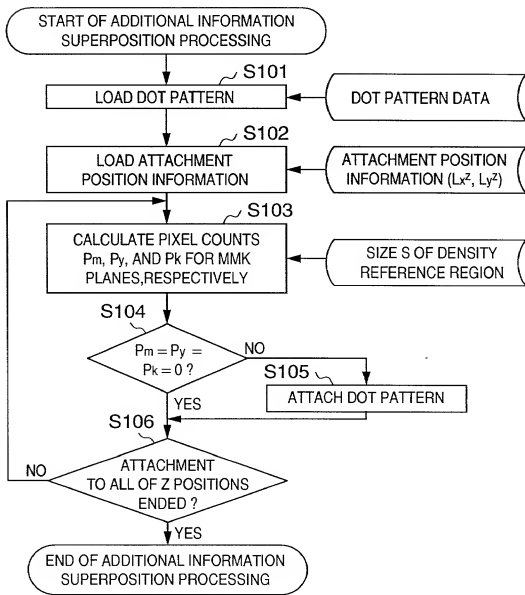 START OF ADDITIONAL INFORMATION
SUPERPOSITION PROCESSING
S101
LOAD DOT PATTERN
DOT PATTERN DATA
S102
LOAD ATTACHMENT
POSITION INFORMATION
ATTACHMENT POSITION
INFORMATION (Lxᶻ, Lyᶻ)
S103
CALCULATE PIXEL COUNTS
Pm, Py, AND Pk FOR MMK
PLANES,RESPECTIVELY
SIZE S OF DENSITY
REFERENCE REGION
S104
Pm = Py =
Pk = 0 ?
NO
S105
ATTACH DOT PATTERN
YES
S106
NO
ATTACHMENT
TO ALL OF Z POSITIONS
ENDED ?
YES
END OF ADDITIONAL INFORMATION
SUPERPOSITION PROCESSING